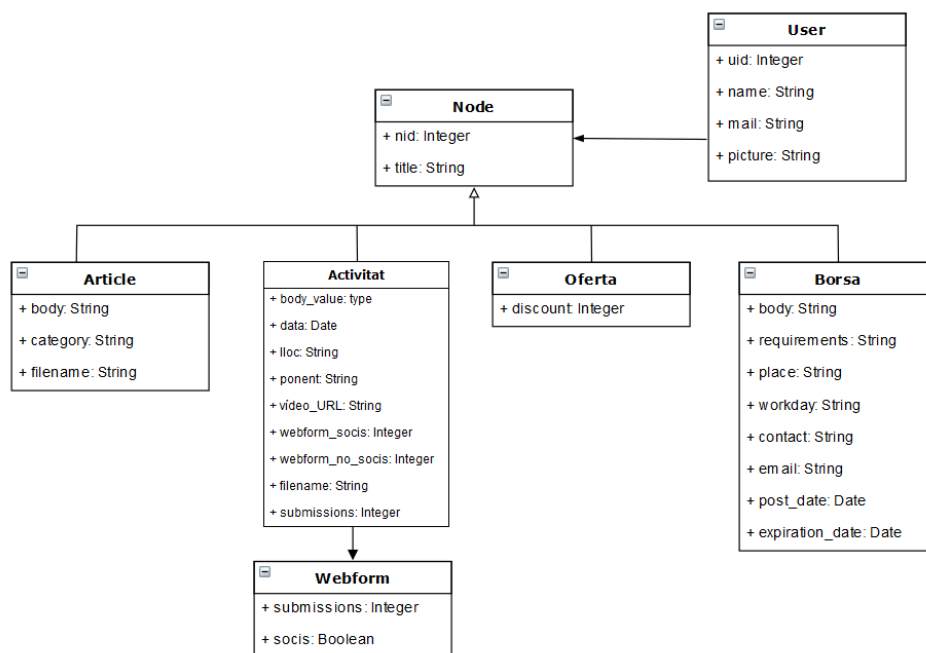 User
+ uid: Integer
+ name: String
+ mail: String
+ picture: String
Node
+ nid: Integer
+ title: String
Article
+ body: String
+ category: String
+ filename: String
Activitat
+ body_value: type
+ data: Date
+ lloc: String
+ ponent: String
+ vídeo_URL: String
+ webform_socis: Integer
+ webform_no_socis: Integer
+ filename: String
+ submissions: Integer
Oferta
+ discount: Integer
Borsa
+ body: String
+ requirements: String
+ place: String
+ workday: String
+ contact: String
+ email: String
+ post_date: Date
+ expiration_date: Date
Webform
+ submissions: Integer
+ socis: Boolean